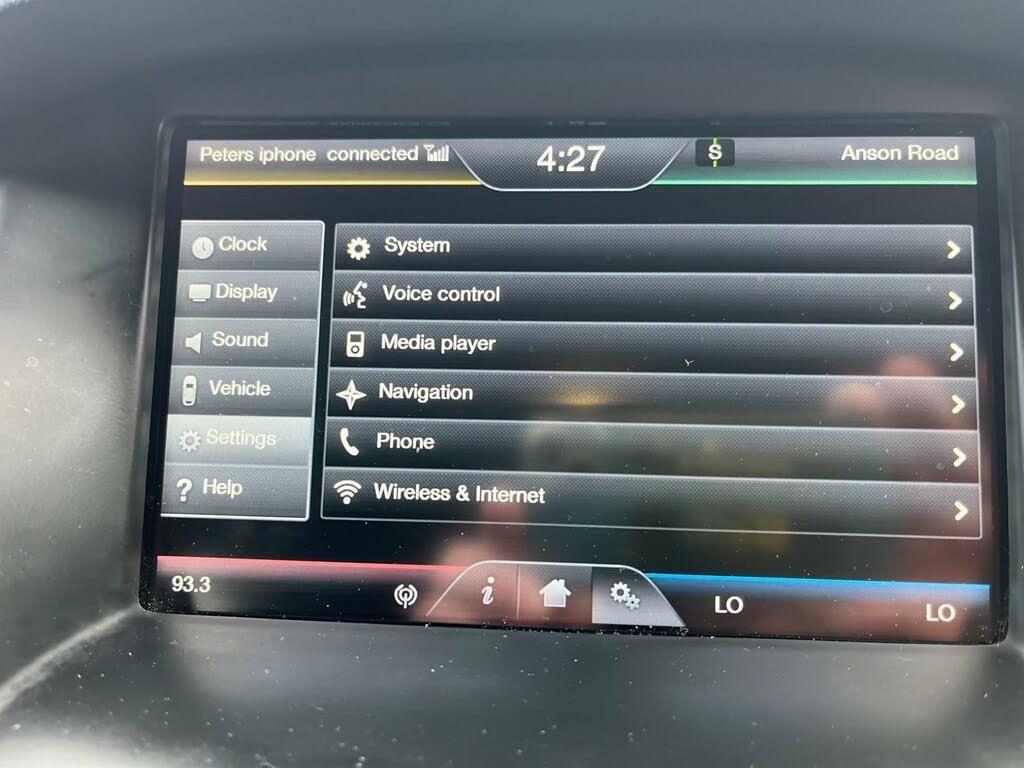 Peters iphone connected
4:27
S
Anson Road
Clock
Display
Sound
Vehicle
Settings
Help
System
Voice control
Media player
Navigation
Phone
Wireless & Internet
93.3
i
LO
LO